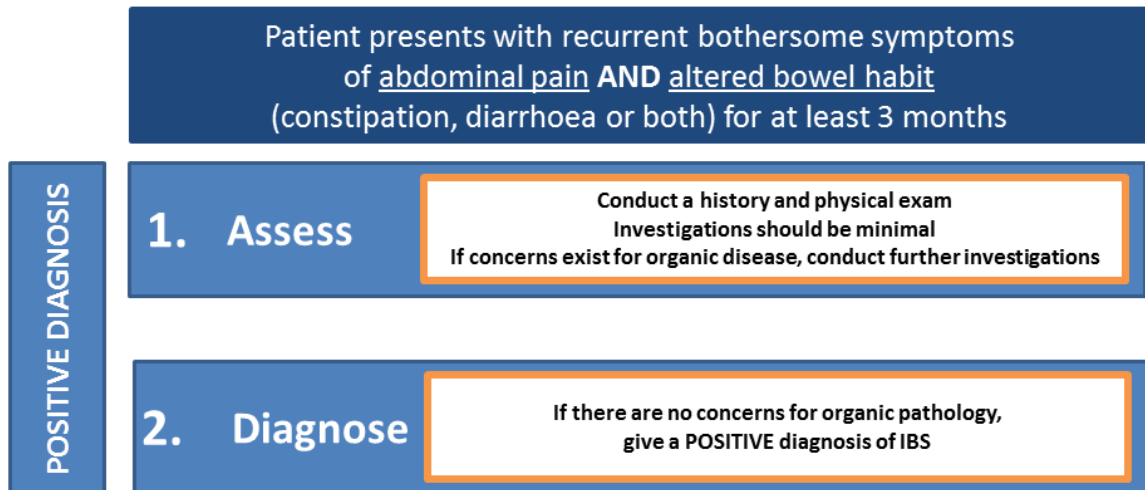 Patient presents with recurrent bothersome symptoms
of abdominal pain AND altered bowel habit
(constipation, diarrhoea or both) for at least 3 months
POSITIVE DIAGNOSIS
1. Assess
Conduct a history and physical exam
Investigations should be minimal
If concerns exist for organic disease, conduct further investigations
2. Diagnose
If there are no concerns for organic pathology,
give a POSITIVE diagnosis of IBS